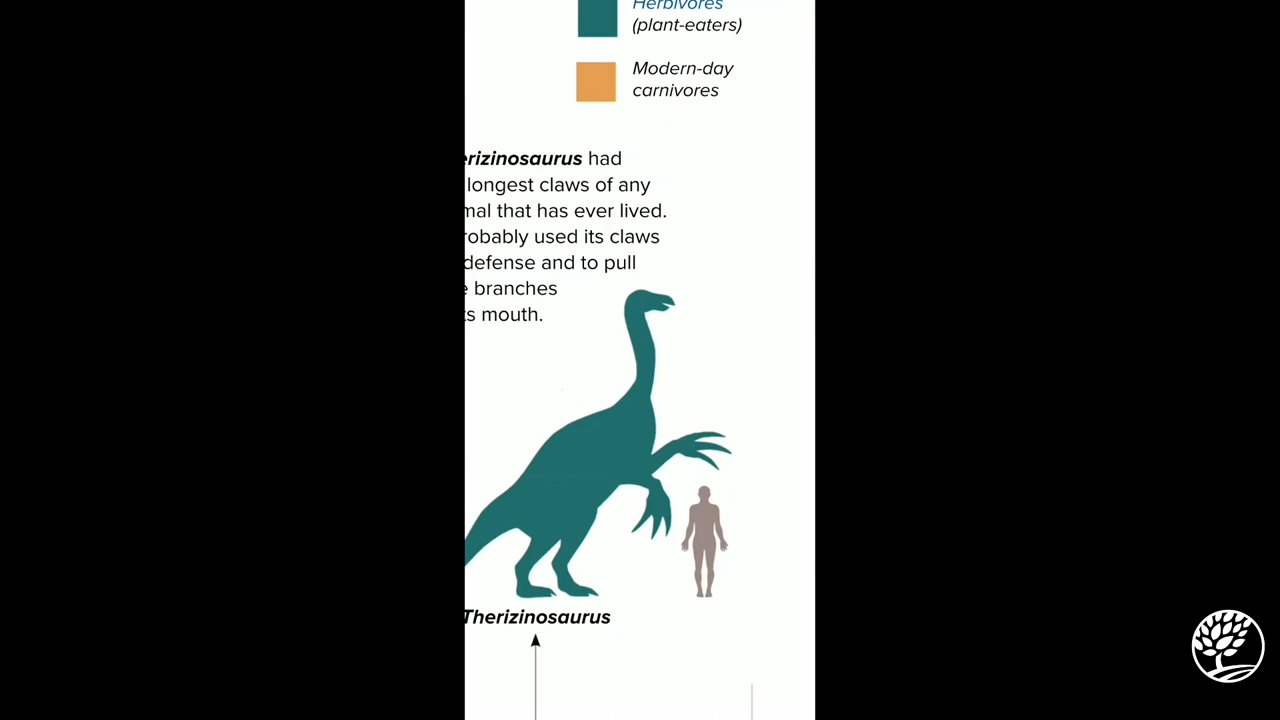 Herbivores
(plant-eaters)
Modern-day
carnivores
erizinosaurus had
longest claws of any
mal that has ever lived.
robably used its claws
defense and to pull
e branches
ts mouth.
Therizinosaurus